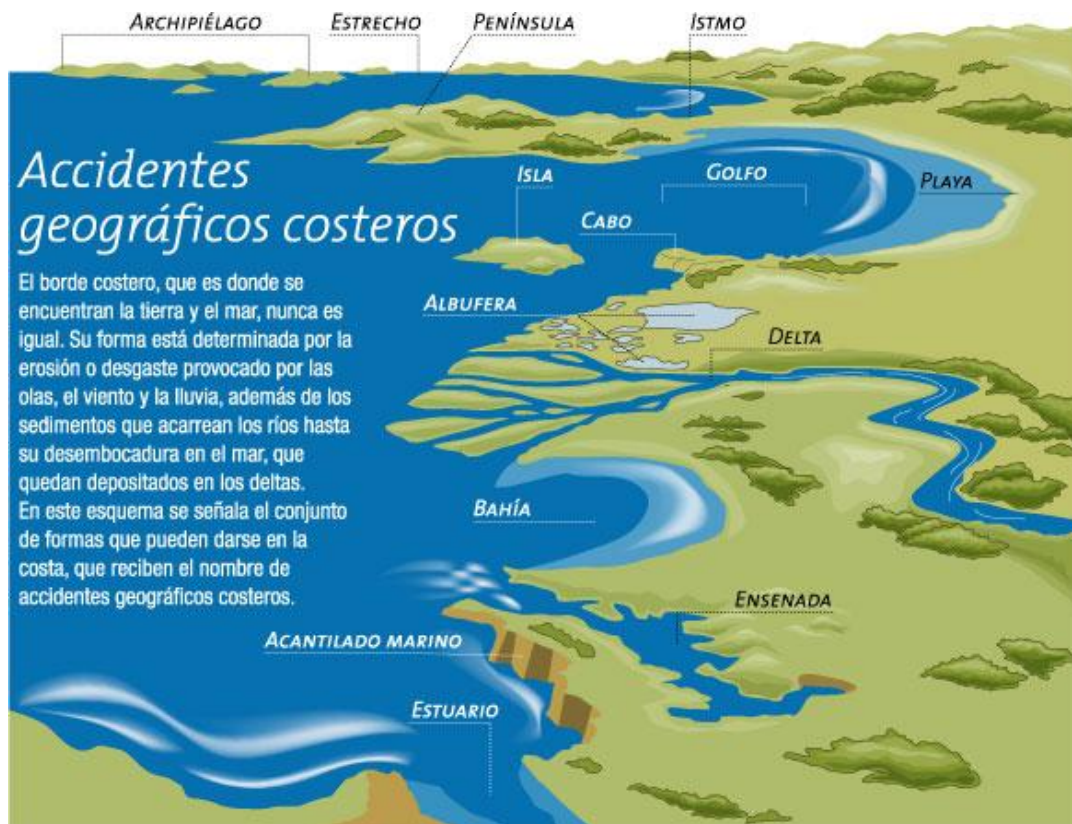 ARCHIPIÉLAGO ESTRECHO PENÍNSULA ISTMO
Accidentes
geográficos costeros
El borde costero, que es donde se
encuentran la tierra y el mar, nunca es
igual. Su forma está determinada por la
erosión o desgaste provocado por las
olas, el viento y la lluvia, además de los
sedimentos que acarrean los ríos hasta
su desembocadura en el mar, que
quedan depositados en los deltas.
En este esquema se señala el conjunto
de formas que pueden darse en la
costa, que reciben el nombre de
accidentes geográficos costeros.
ISLA
GOLFO
PLAYA
CABO
ALBUFERA
DELTA
BAHÍA
ENSENADA
ACANTILADO MARINO
ESTUARIO